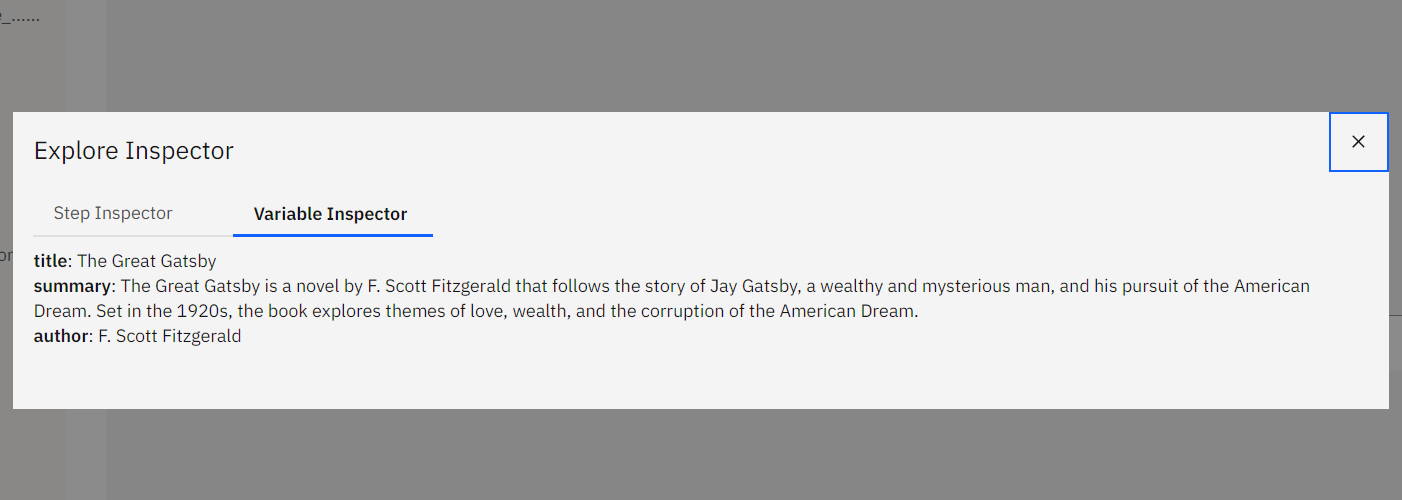 Explore Inspector
Step Inspector
Variable Inspector
title: The Great Gatsby
summary: The Great Gatsby is a novel by F. Scott Fitzgerald that follows the story of Jay Gatsby, a wealthy and mysterious man, and his pursuit of the American
Dream. Set in the 1920s, the book explores themes of love, wealth, and the corruption of the American Dream.
author: F. Scott Fitzgerald